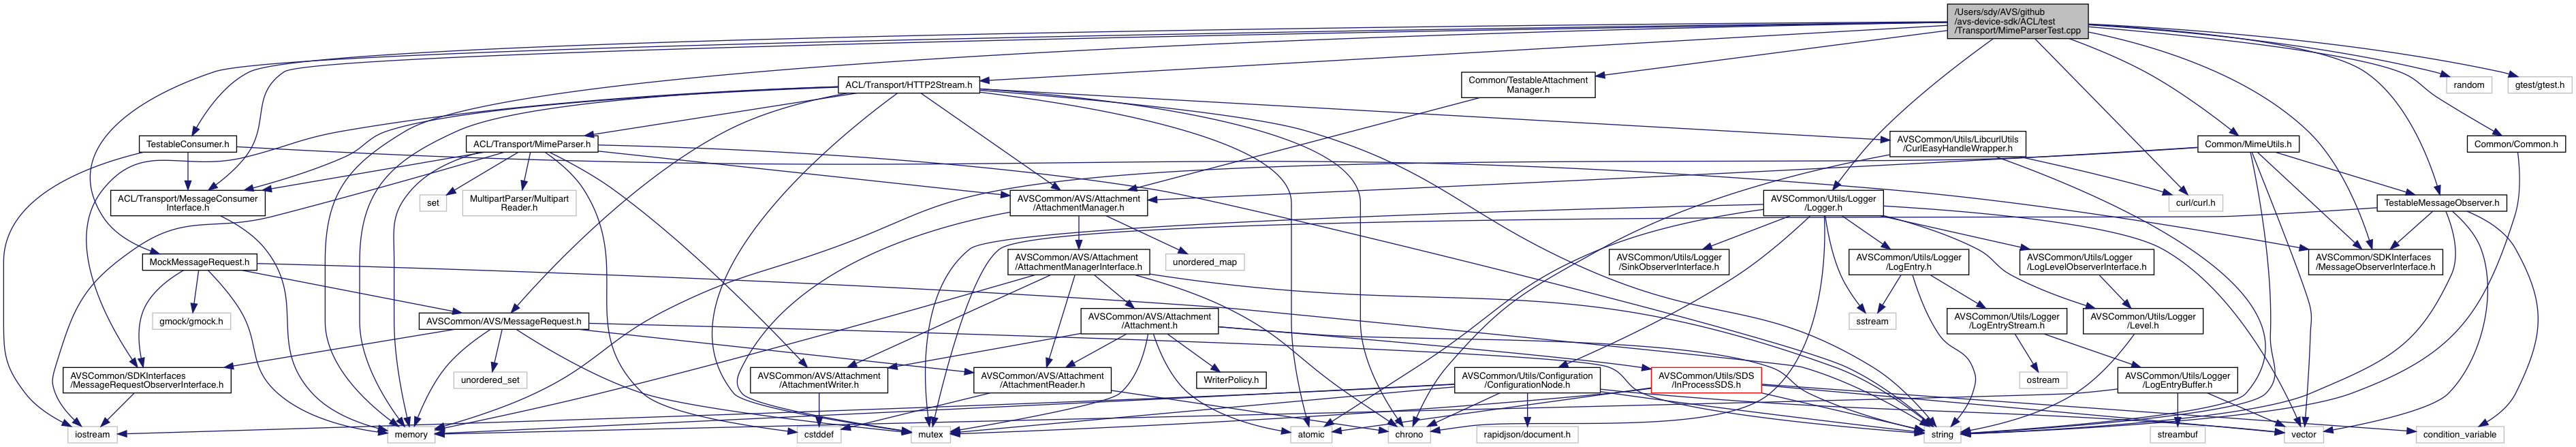 /Users/sdy/AVS/github
/avs-device-sdk/ACL/test
/Transport/MimeParserTest.cpp
ACL/Transport/HTTP2Stream.h
Common/TestableAttachment
Manager.h
random
gtest/gtest.h
TestableConsumer.h
ACL/Transport/MimeParser.h
AVSCommon/Utils/LibcurlUtils
/CurlEasyHandleWrapper.h
Common/MimeUtils.h
Common/Common.h
ACL/Transport/MessageConsumer
Interface.h
set
MultipartParser/Multipart
Reader.h
AVSCommon/AVS/Attachment
/AttachmentManager.h
AVSCommon/Utils/Logger
/Logger.h
curl/curl.h
TestableMessageObserver.h
MockMessageRequest.h
AVSCommon/AVS/Attachment
/AttachmentManagerInterface.h
unordered_map
AVSCommon/Utils/Logger
/SinkObserverInterface.h
AVSCommon/Utils/Logger
/LogEntry.h
AVSCommon/Utils/Logger
/LogLevelObserverInterface.h
AVSCommon/SDKInterfaces
/MessageObserverInterface.h
gmock/gmock.h
AVSCommon/AVS/MessageRequest.h
AVSCommon/AVS/Attachment
/Attachment.h
sstream
AVSCommon/Utils/Logger
/LogEntryStream.h
AVSCommon/Utils/Logger
/Level.h
AVSCommon/SDKInterfaces
/MessageRequestObserverInterface.h
unordered_set
AVSCommon/AVS/Attachment
/AttachmentWriter.h
AVSCommon/AVS/Attachment
/AttachmentReader.h
WriterPolicy.h
AVSCommon/Utils/Configuration
/ConfigurationNode.h
AVSCommon/Utils/SDS
/InProcessSDS.h
ostream
AVSCommon/Utils/Logger
/LogEntryBuffer.h
iostream
memory
cstddef
mutex
atomic
chrono
rapidjson/document.h
string
streambuf
vector
condition_variable